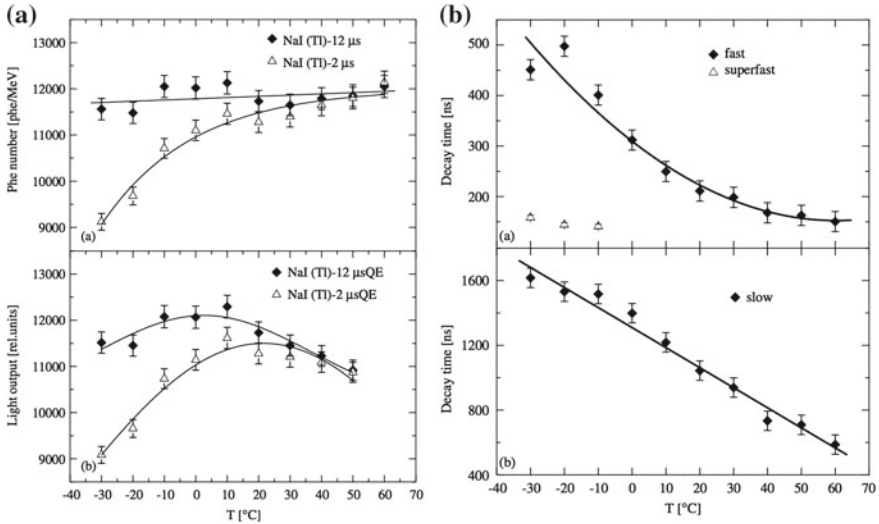 (a)
13000
12000
11000
10000
9000
Phe number [phe/MeV]
NaI (Tl)-12 µs
NaI (Tl)-2 µs
(a)
13000
12000
11000
10000
9000
Light output [rel.units]
NaI (Tl)-12 µsQE
NaI (Tl)-2 µsQE
(b)
-40 -30 -20 -10 0 10 20 30 40 50 60 70
T [°C]
(b)
500
400
300
200
Decay time [ns]
fast
superfast
(a)
1600
1200
800
400
Decay time [ns]
slow
(b)
-50 -40 -30 -20 -10 0 10 20 30 40 50 60 70
T [°C]